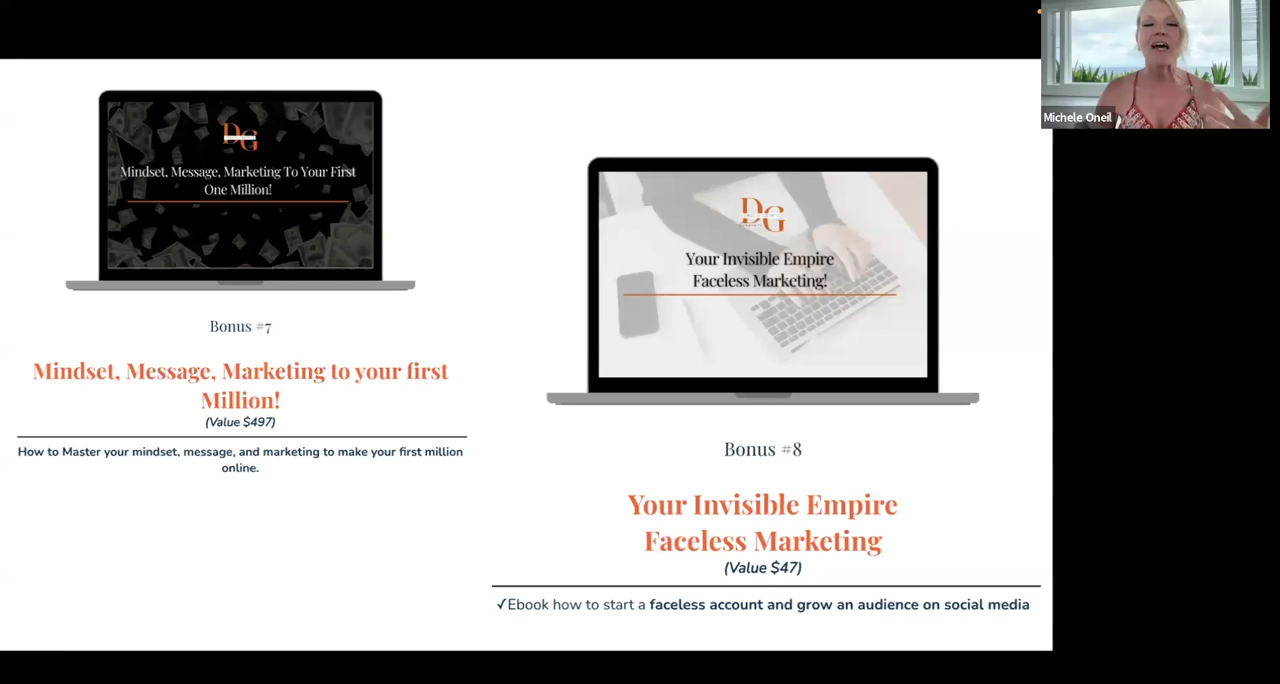 Michele Oneil
DG
Mindset, Message, Marketing To Your First
One Million!
Bonus #7
Mindset, Message, Marketing to your first
Million!
(Value $497)
How to Master your mindset, message, and marketing to make your first million
online.
DG
Your Invisible Empire
Faceless Marketing!
Bonus #8
Your Invisible Empire
Faceless Marketing
(Value $47)
✓Ebook how to start a faceless account and grow an audience on social media